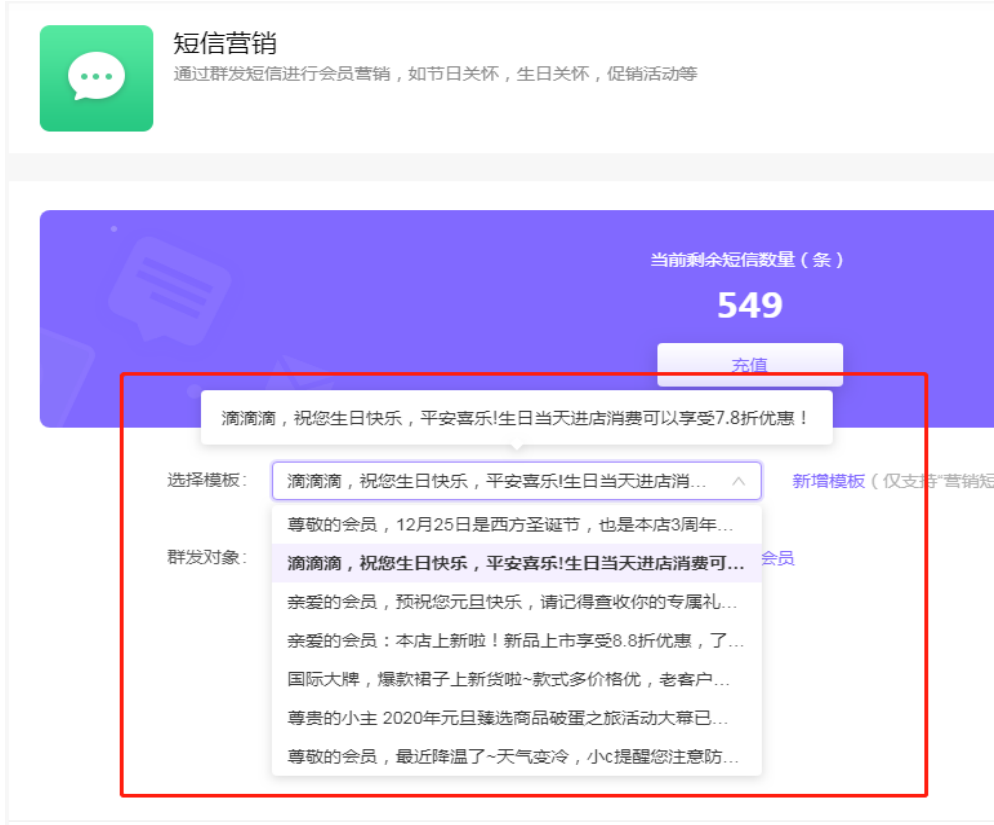 短信营销
通过群发短信进行会员营销，如节日关怀，生日关怀，促销活动等
当前剩余短信数量（条）
549
充值
滴滴滴，祝您生日快乐，平安喜乐!生日当天进店消费可以享受7.8折优惠！
选择模板： 滴滴滴，祝您生日快乐，平安喜乐!生日当天进店消... 新增模板（仅支持“营销短
尊敬的会员，12月25日是西方圣诞节，也是本店3周年...
群发对象： 滴滴滴，祝您生日快乐，平安喜乐!生日当天进店消费可... 会员
亲爱的会员，预祝您元旦快乐，请记得查收你的专属礼...
亲爱的会员：本店上新啦！新品上市享受8.8折优惠，了...
国际大牌，爆款裙子上新货啦~款式多价格优，老客户...
尊贵的小主 2020年元旦臻选商品破蛋之旅活动大幕已...
尊敬的会员，最近降温了~天气变冷，小c提醒您注意防...